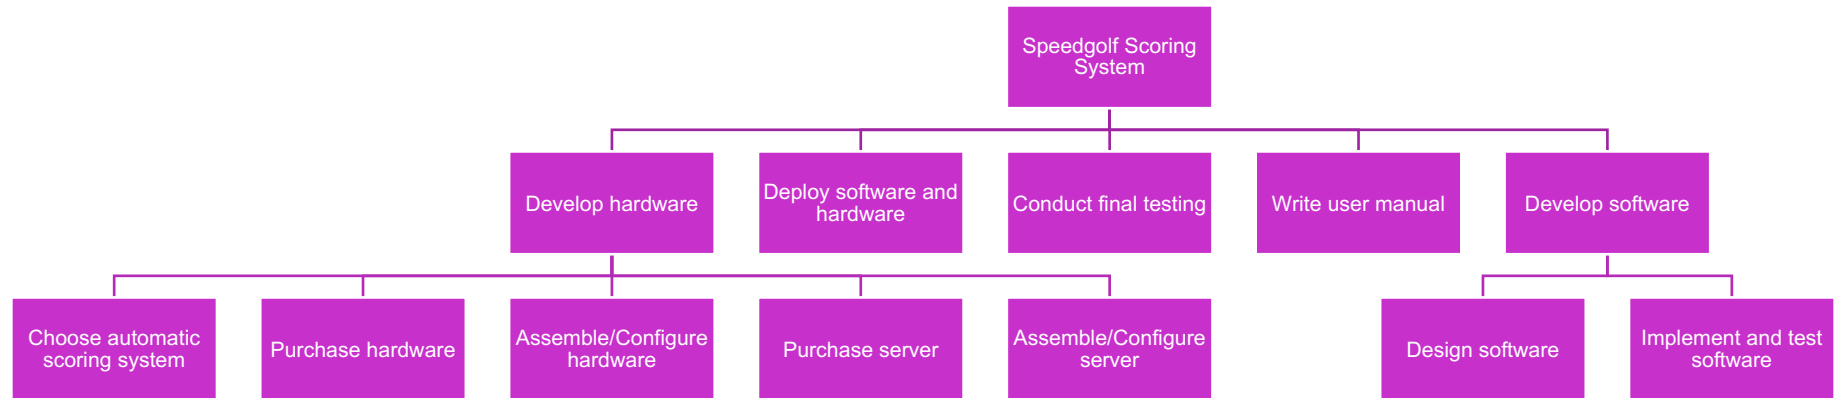 Speedgolf Scoring
System
Develop hardware
Deploy software and
hardware
Conduct final testing
Write user manual
Develop software
Choose automatic
scoring system
Purchase hardware
Assemble/Configure
hardware
Purchase server
Assemble/Configure
server
Design software
Implement and test
software